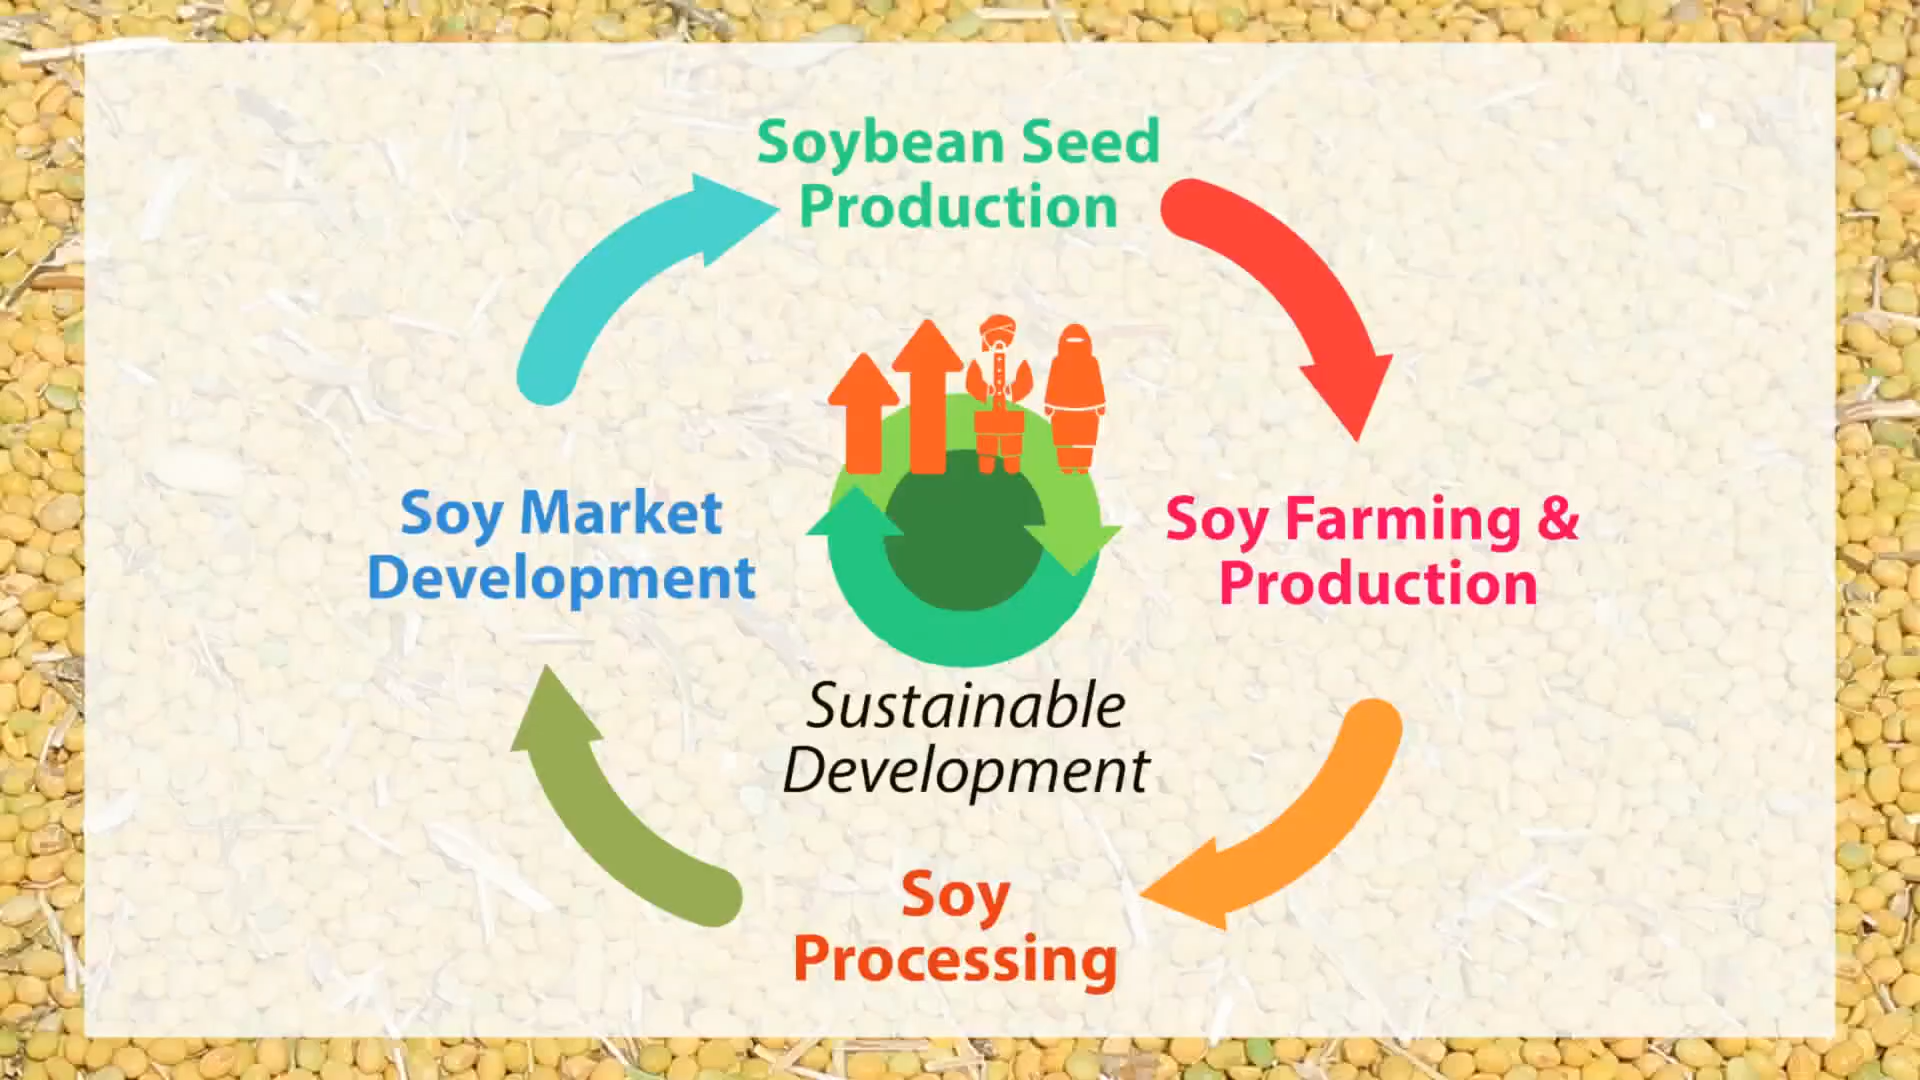 Soybean Seed
Production
Soy Market
Development
Soy Farming &
Production
Sustainable
Development
Soy
Processing